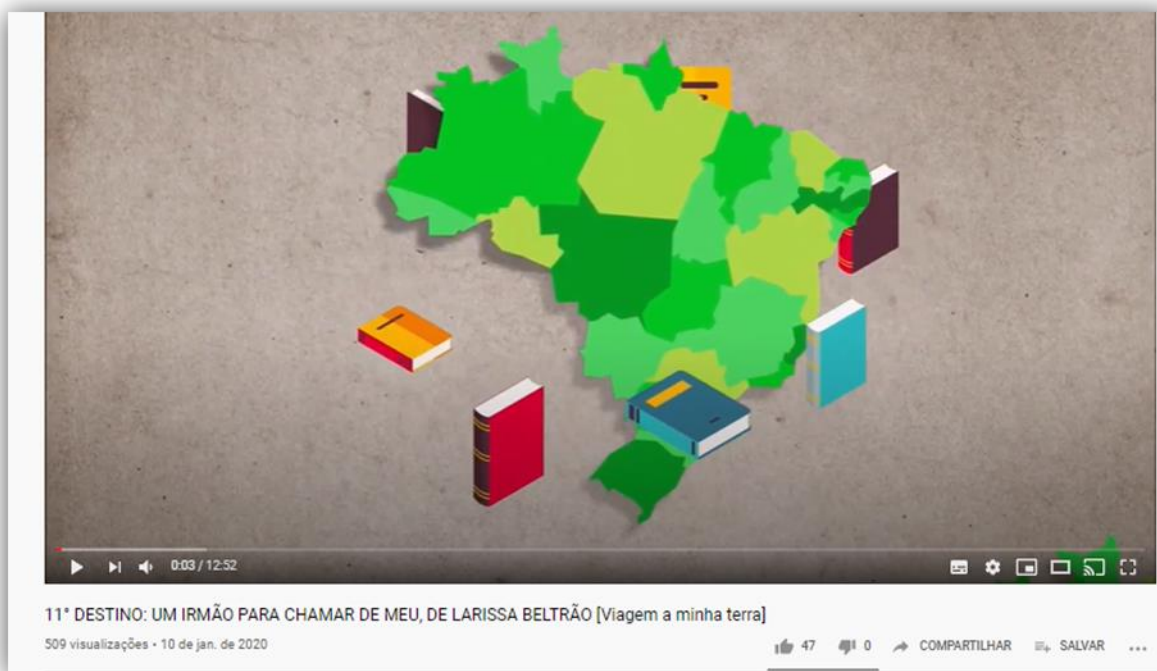 0:03 / 12:52
11° DESTINO: UM IRMÃO PARA CHAMAR DE MEU, DE LARISSA BELTRÃO [Viagem a minha terra]
509 visualizações • 10 de jan. de 2020
47 0 COMPARTILHAR SALVAR ...